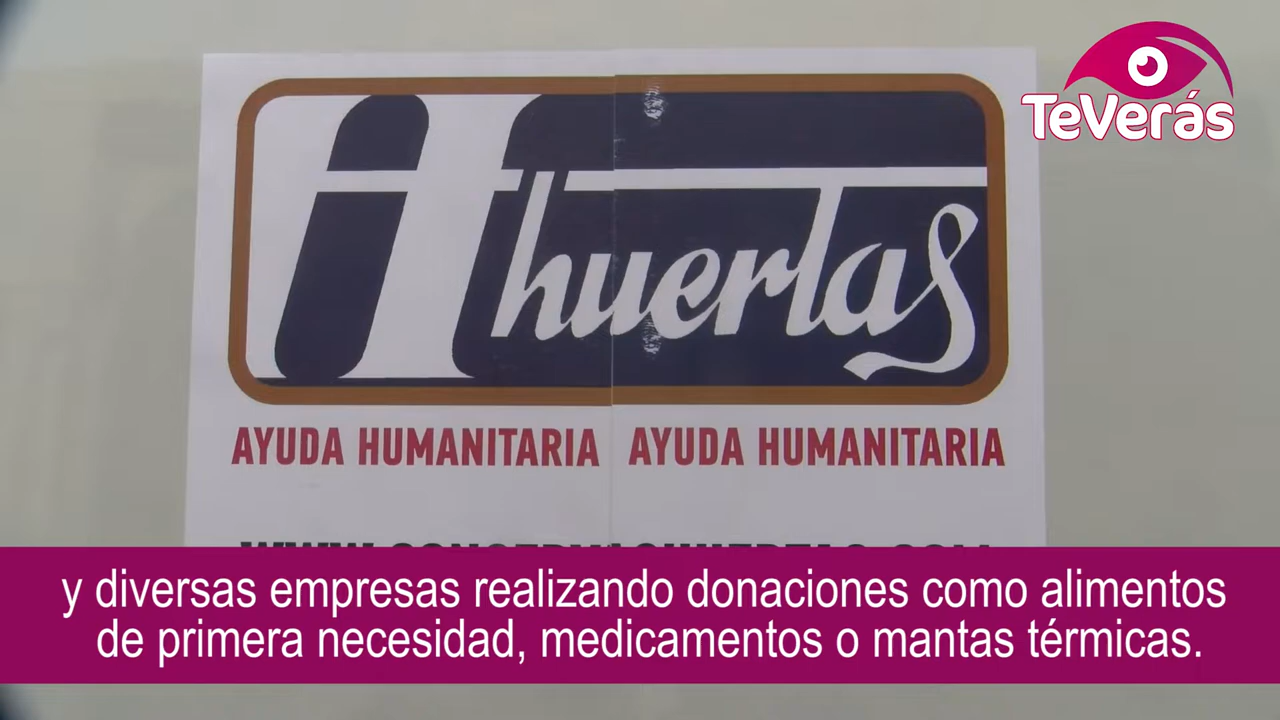 TeVerás
huertas
AYUDA HUMANITARIA AYUDA HUMANITARIA
y diversas empresas realizando donaciones como alimentos
de primera necesidad, medicamentos o mantas térmicas.